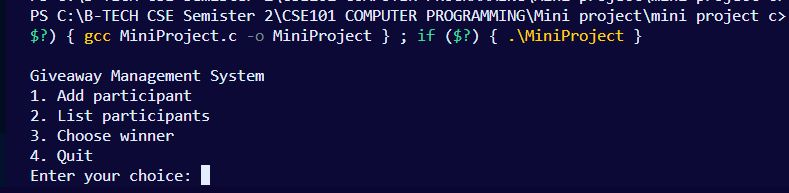 PS C:\B-TECH CSE Semister 2\CSE101 COMPUTER PROGRAMMING\Mini project\mini project c>
$?) { gcc MiniProject.c -o MiniProject } ; if ($?) { .\MiniProject }
Giveaway Management System
1. Add participant
2. List participants
3. Choose winner
4. Quit
Enter your choice: